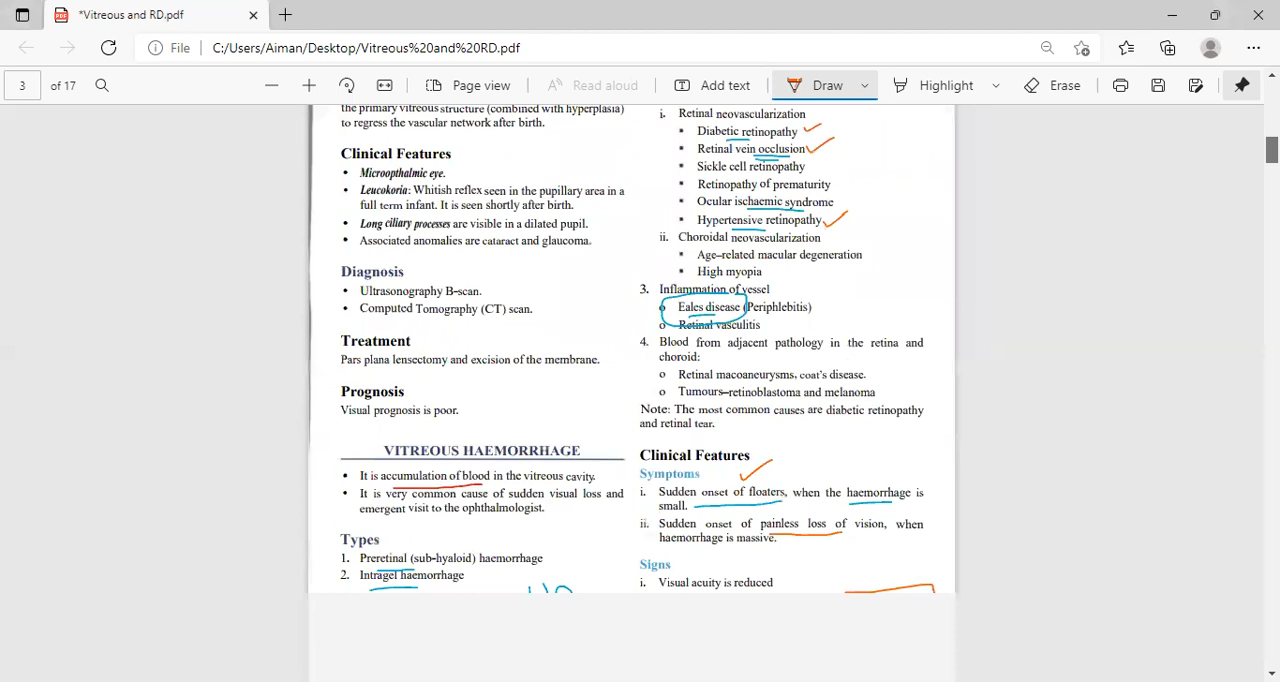 *Vitreous and RD.pdf
File
C:/Users/Aiman/Desktop/Vitreous%20and%20RD.pdf
3 of 17
Page view
Read aloud
Add text
Draw
Highlight
Erase
the primary vitreous structure (combined with hyperplasia)
to regress the vascular network after birth.
Clinical Features
• Microopthalmic eye.
• Leucokoria: Whitish reflex seen in the pupillary area in a
full term infant. It is seen shortly after birth.
• Long ciliary processes are visible in a dilated pupil.
• Associated anomalies are cataract and glaucoma.
Diagnosis
• Ultrasonography B-scan.
• Computed Tomography (CT) scan.
Treatment
Pars plana lensectomy and excision of the membrane.
Prognosis
Visual prognosis is poor.
VITREOUS HAEMORRHAGE
• It is accumulation of blood in the vitreous cavity.
• It is very common cause of sudden visual loss and
emergent visit to the ophthalmologist.
Types
1. Preretinal (sub-hyaloid) haemorrhage
2. Intragel haemorrhage
i. Retinal neovascularization
▪ Diabetic retinopathy
▪ Retinal vein occlusion
▪ Sickle cell retinopathy
▪ Retinopathy of prematurity
▪ Ocular ischaemic syndrome
▪ Hypertensive retinopathy
ii. Choroidal neovascularization
▪ Age–related macular degeneration
▪ High myopia
3. Inflammation of vessel
o Eales disease (Periphlebitis)
o Retinal vasculitis
4. Blood from adjacent pathology in the retina and
choroid:
o Retinal macoaneurysms, coat's disease.
o Tumours–retinoblastoma and melanoma
Note: The most common causes are diabetic retinopathy
and retinal tear.
Clinical Features
Symptoms
i. Sudden onset of floaters, when the haemorrhage is
small.
ii. Sudden onset of painless loss of vision, when
haemorrhage is massive.
Signs
i. Visual acuity is reduced